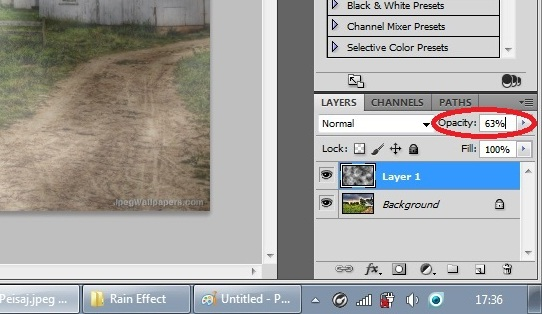 Black & White Presets
Channel Mixer Presets
Selective Color Presets
LAYERS CHANNELS PATHS
Normal Opacity: 63%
Lock: Fill: 100%
Layer 1
Background
fx
JpegWallpapers.com
Peisaj.jpeg ... Rain Effect Untitled - P... 17:36